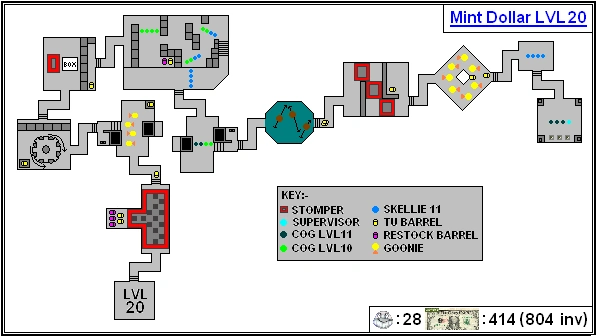 Mint Dollar LVL 20
BOX
KEY:-
STOMPER
SUPERVISOR
COG LVL11
COG LVL10
SKELLIE 11
TU BARREL
RESTOCK BARREL
GOONIE
LVL
20
:28 :414 (804 inv)